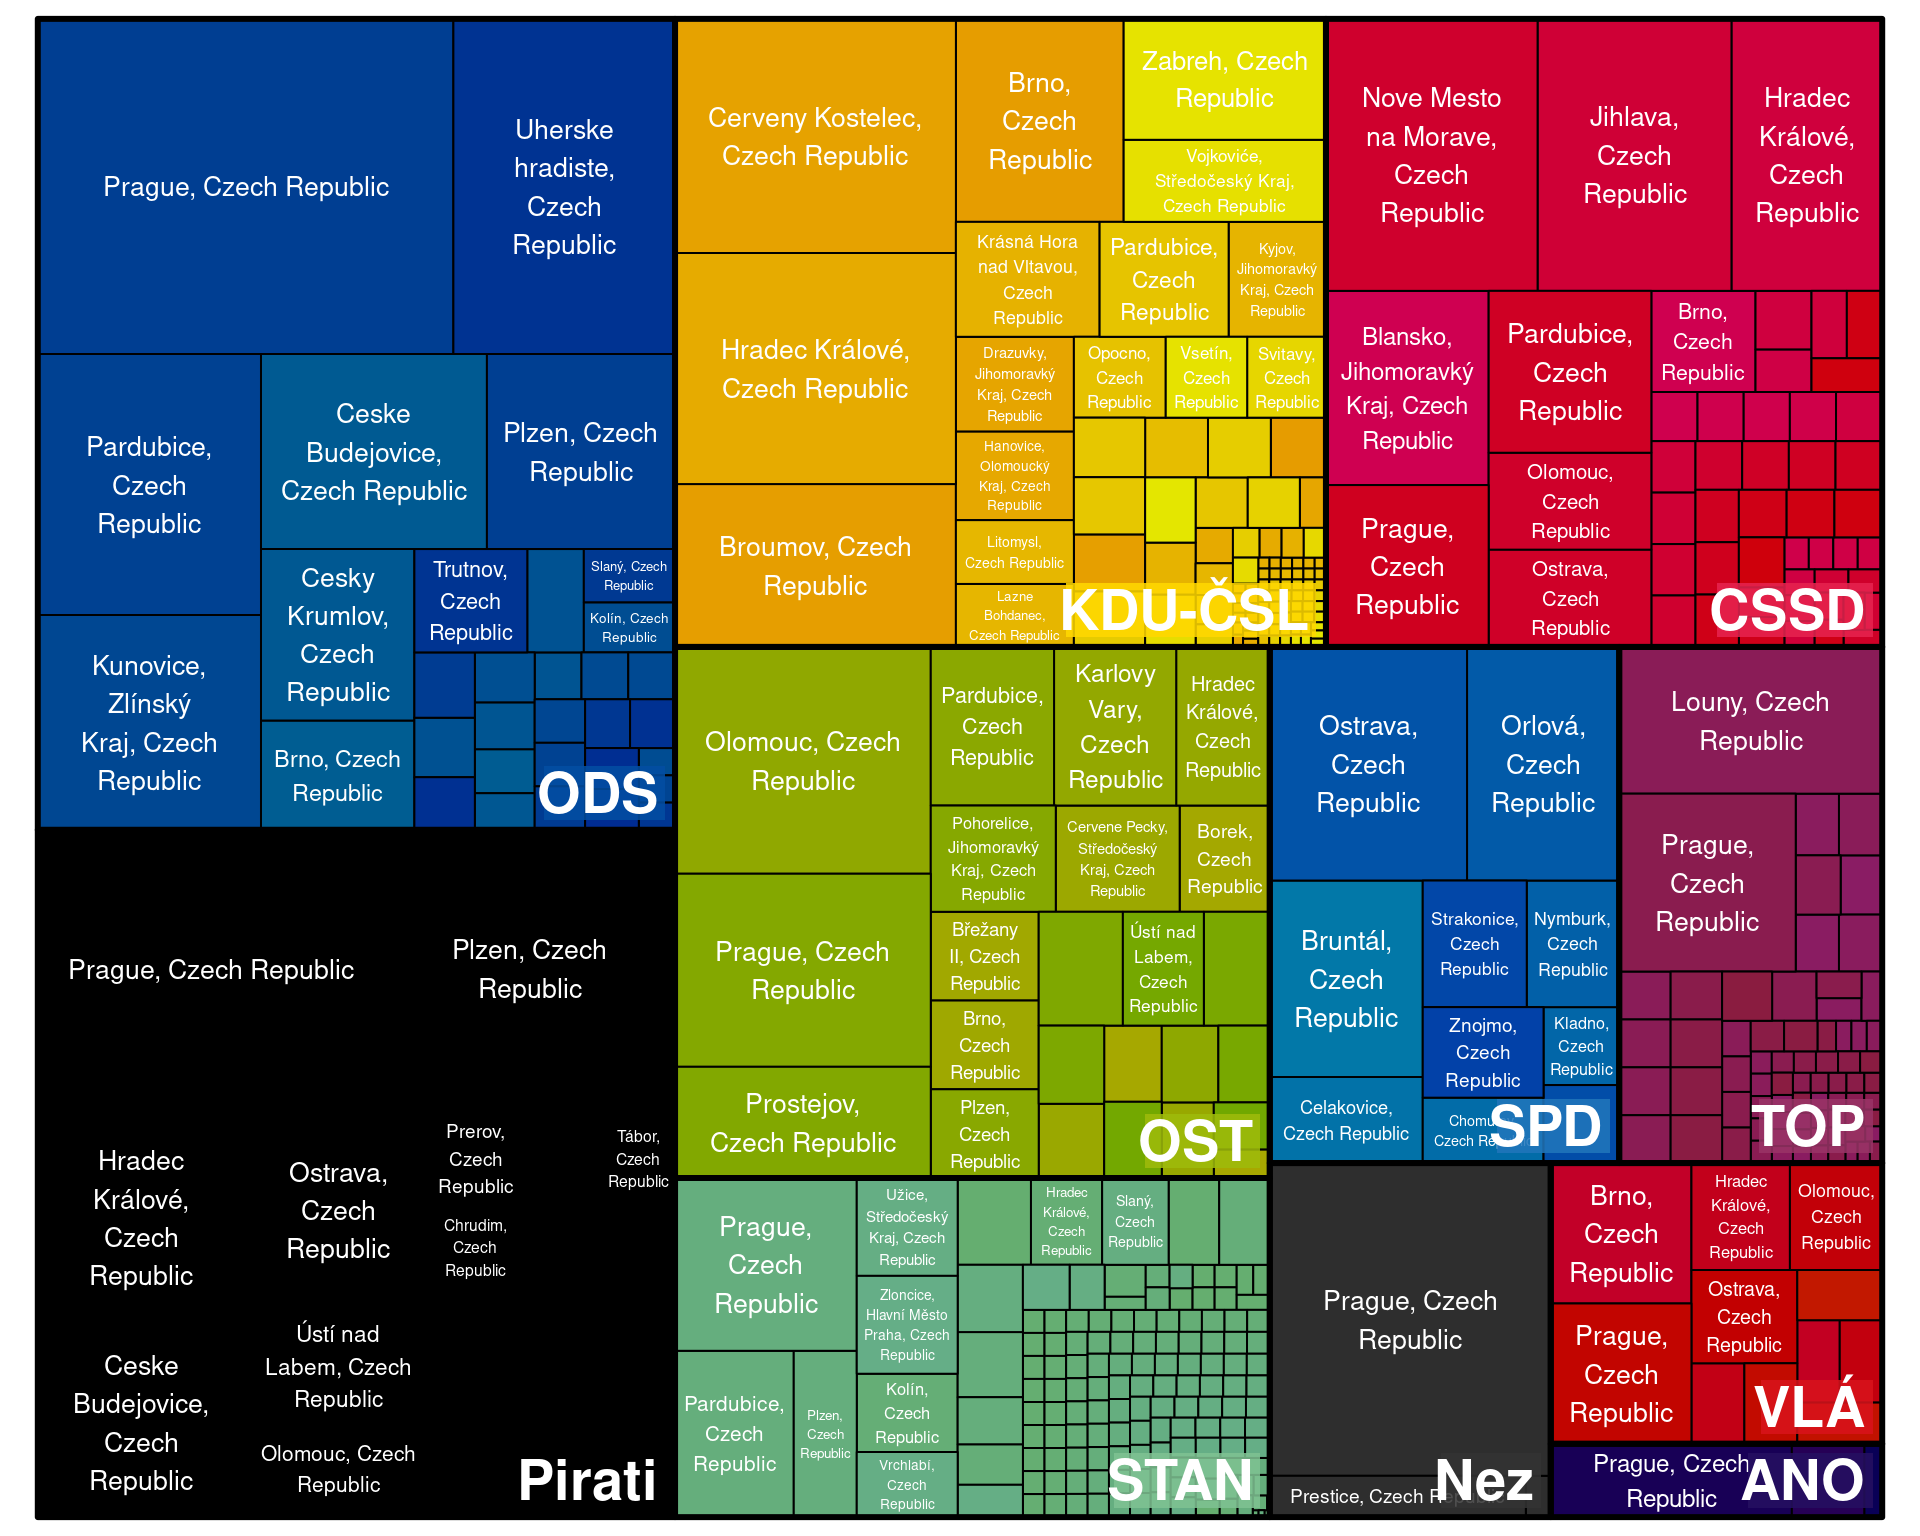 Prague, Czech Republic
Uherske
hradiste,
Czech
Republic
Pardubice,
Czech
Republic
Ceske
Budejovice,
Czech Republic
Plzen, Czech
Republic
Kunovice,
Zlínský
Kraj, Czech
Republic
Cesky
Krumlov,
Czech
Republic
Trutnov,
Czech
Republic
Slaný, Czech
Republic
Kolín, Czech
Republic
Brno, Czech
Republic
ODS
Cerveny Kostelec,
Czech Republic
Brno,
Czech
Republic
Zabreh, Czech
Republic
Vojkoviće,
Středočeský Kraj,
Czech Republic
Hradec Králové,
Czech Republic
Krásná Hora
nad Vltavou,
Czech
Republic
Pardubice,
Czech
Republic
Kyjov,
Jihomoravký
Kraj, Czech
Republic
Drazuvky,
Jihomoravký
Kraj, Czech
Republic
Opocno,
Czech
Republic
Vsetín,
Czech
Republic
Svitavy,
Czech
Republic
Hanovice,
Olomoucký
Kraj, Czech
Republic
Broumov, Czech
Republic
Litomysl,
Czech Republic
Lazne
Bohdanec,
Czech Republic
KDU-ČSL
Nove Mesto
na Morave,
Czech
Republic
Jihlava,
Czech
Republic
Hradec
Králové,
Czech
Republic
Blansko,
Jihomoravký
Kraj, Czech
Republic
Pardubice,
Czech
Republic
Brno,
Czech
Republic
Prague,
Czech
Republic
Olomouc,
Czech
Republic
Ostrava,
Czech
Republic
CSSD
Prague, Czech Republic
Plzen, Czech
Republic
Hradec
Králové,
Czech
Republic
Ostrava,
Czech
Republic
Prerov,
Czech
Republic
Tábor,
Czech
Republic
Chrudim,
Czech
Republic
Ceske
Budejovice,
Czech
Republic
Ústí nad
Labem, Czech
Republic
Olomouc, Czech
Republic
Pirati
Olomouc, Czech
Republic
Pardubice,
Czech
Republic
Karlovy
Vary,
Czech
Republic
Hradec
Králové,
Czech
Republic
Pohorelice,
Jihomoravký
Kraj, Czech
Republic
Cervene Pecky,
Středočeský
Kraj, Czech
Republic
Borek,
Czech
Republic
Prague, Czech
Republic
Břežany
II, Czech
Republic
Ústí nad
Labem,
Czech
Republic
Brno,
Czech
Republic
Prostejov,
Czech Republic
Plzen,
Czech
Republic
OST
Ostrava,
Czech
Republic
Orlová,
Czech
Republic
Bruntál,
Czech
Republic
Strakonice,
Czech
Republic
Nymburk,
Czech
Republic
Znojmo,
Czech
Republic
Kladno,
Czech
Republic
Celakovice,
Czech Republic
Chomu
Czech Re
SPD
Louny, Czech
Republic
Prague,
Czech
Republic
TOP
Prague,
Czech
Republic
Užice,
Středočeský
Kraj, Czech
Republic
Hradec
Králové,
Czech
Republic
Slaný,
Czech
Republic
Zloncice,
Hlavní Město
Praha, Czech
Republic
Pardubice,
Czech
Republic
Plzen,
Czech
Republic
Kolín,
Czech
Republic
Vrchlabí,
Czech
Republic
STAN
Prague, Czech
Republic
Prestice, Czech Republic
Nez
Brno,
Czech
Republic
Hradec
Králové,
Czech
Republic
Olomouc,
Czech
Republic
Prague,
Czech
Republic
Ostrava,
Czech
Republic
VLÁ
Prague, Czech
Republic
ANO